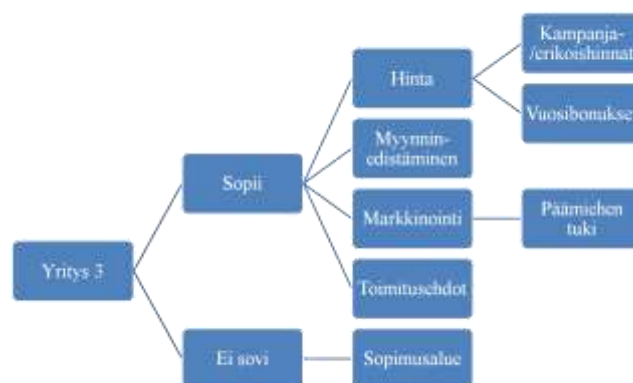 Kampanja-
/erikoishinnat
Hinta
Vuosibonukset
Myynnin-
edistäminen
Sopii
Markkinointi
Päämiehen
tuki
Yritys 3
Toimitusehdot
Ei sovi
Sopimusalue